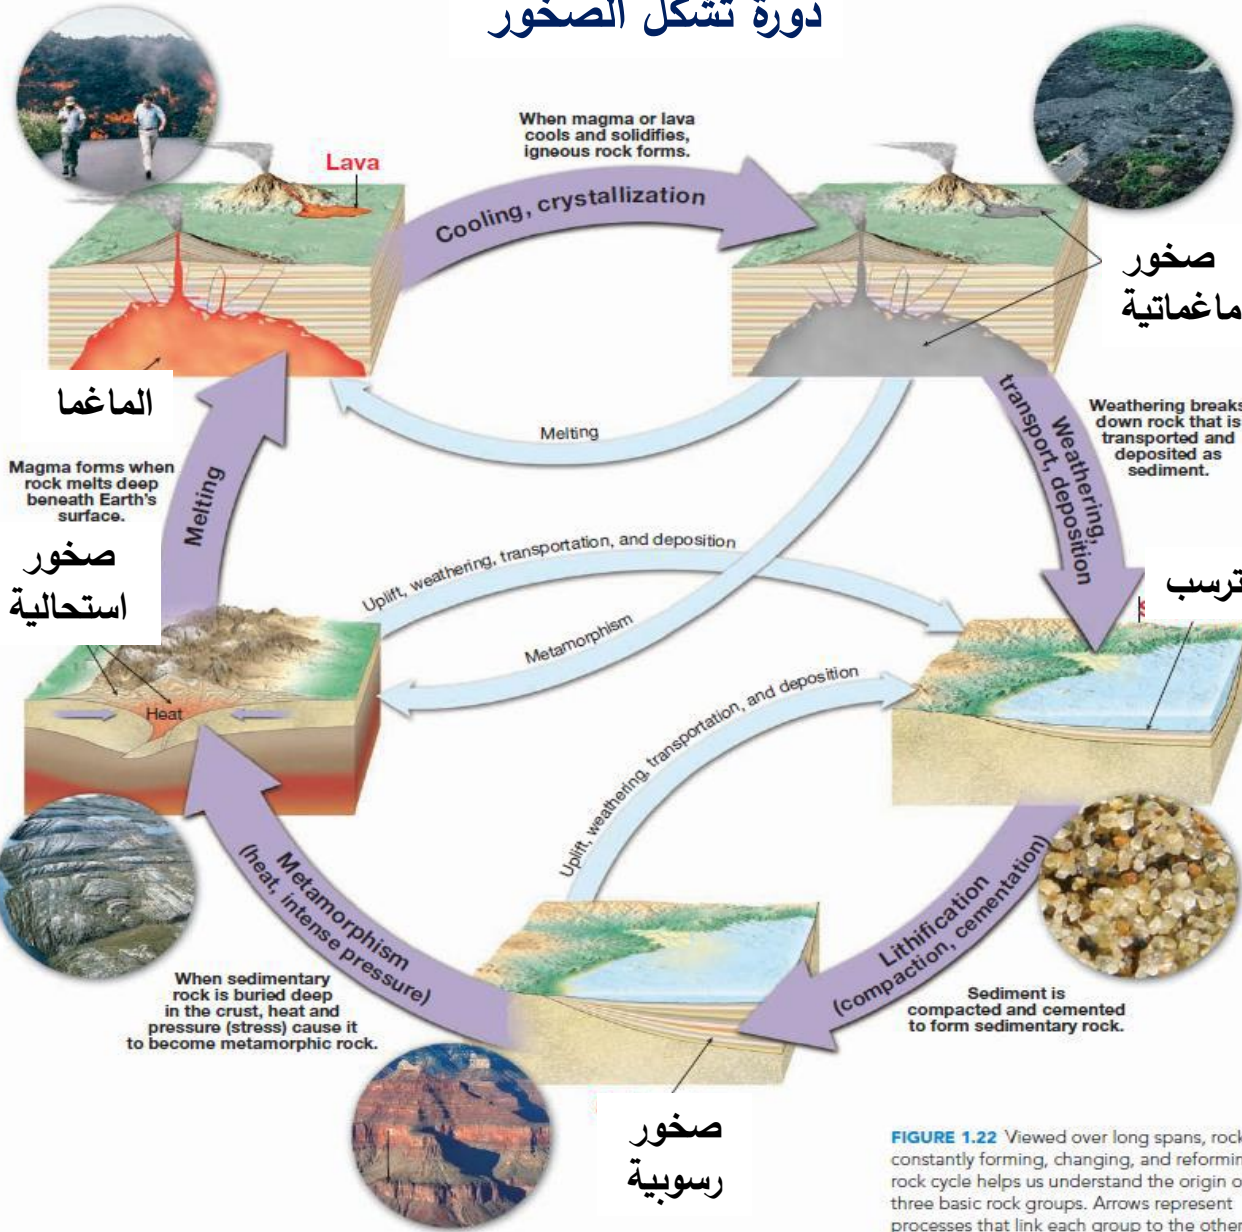 دورة تشكل الصخور
When magma or lava
cools and solidifies,
igneous rock forms.
Lava
Cooling, crystallization
صخور
ماغماتية
الماغما
Melting
Weathering,
transport, deposition
Weathering breaks
down rock that is
transported and
deposited as
sediment.
Magma forms when
rock melts deep
beneath Earth's
surface.
Melting
صخور
استحالية
Uplift, weathering, transportation, and deposition
ترسب
Metamorphism
Heat
Uplift, weathering, transportation, and deposition
Metamorphism
(heat, intense pressure)
Lithification
(compaction, cementation)
When sedimentary
rock is buried deep
in the crust, heat and
pressure (stress) cause it
to become metamorphic rock.
Sediment is
compacted and cemented
to form sedimentary rock.
صخور
رسوبية
FIGURE 1.22 Viewed over long spans, rock
constantly forming, changing, and reformin
rock cycle helps us understand the origin o
three basic rock groups. Arrows represent
processes that link each group to the other